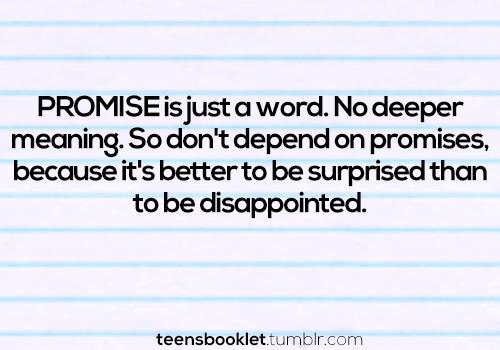 PROMISE is just a word. No deeper
meaning. So don't depend on promises,
because it's better to be surprised than
to be disappointed.
teensbooklet.tumblr.com